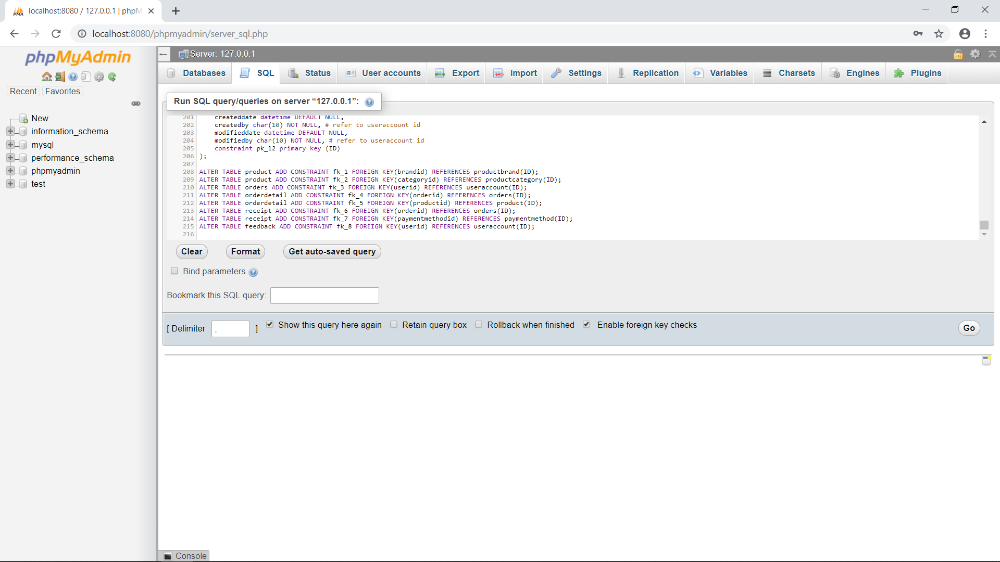 localhost:8080 / 127.0.0.1 | phpM
localhost:8080/phpmyadmin/server_sql.php
phpMyAdmin
Recent
Favorites
New
information_schema
mysql
performance_schema
phpmyadmin
test
Server: 127.0.0.1
Databases
SQL
Status
User accounts
Export
Import
Settings
Replication
Variables
Charsets
Engines
Plugins
Run SQL query/queries on server “127.0.0.1”:
201 createddate datetime DEFAULT NULL,
202 createdby char(10) NOT NULL, # refer to useraccount id
203 modifieddate datetime DEFAULT NULL,
204 modifiedby char(10) NOT NULL, # refer to useraccount id
205 constraint pk_12 primary key (ID)
206 );
207
208 ALTER TABLE product ADD CONSTRAINT fk_1 FOREIGN KEY(brandid) REFERENCES productbrand(ID);
209 ALTER TABLE product ADD CONSTRAINT fk_2 FOREIGN KEY(categoryid) REFERENCES productcategory(ID);
210 ALTER TABLE orders ADD CONSTRAINT fk_3 FOREIGN KEY(userid) REFERENCES useraccount(ID);
211 ALTER TABLE orderdetail ADD CONSTRAINT fk_4 FOREIGN KEY(orderid) REFERENCES orders(ID);
212 ALTER TABLE orderdetail ADD CONSTRAINT fk_5 FOREIGN KEY(productid) REFERENCES product(ID);
213 ALTER TABLE receipt ADD CONSTRAINT fk_6 FOREIGN KEY(orderid) REFERENCES orders(ID);
214 ALTER TABLE receipt ADD CONSTRAINT fk_7 FOREIGN KEY(paymentmethodid) REFERENCES paymentmethod(ID);
215 ALTER TABLE feedback ADD CONSTRAINT fk_8 FOREIGN KEY(userid) REFERENCES useraccount(ID);
216
Clear
Format
Get auto-saved query
Bind parameters
Bookmark this SQL query:
[ Delimiter ; ]
Show this query here again
Retain query box
Rollback when finished
Enable foreign key checks
Go
Console